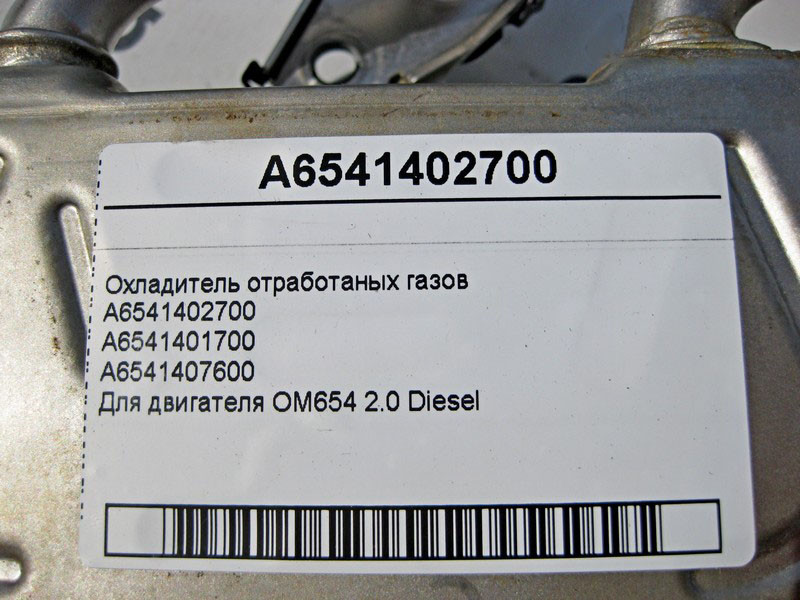 A6541402700
Охладитель отработаных газов
A6541402700
A6541401700
A6541407600
Для двигателя OM654 2.0 Diesel